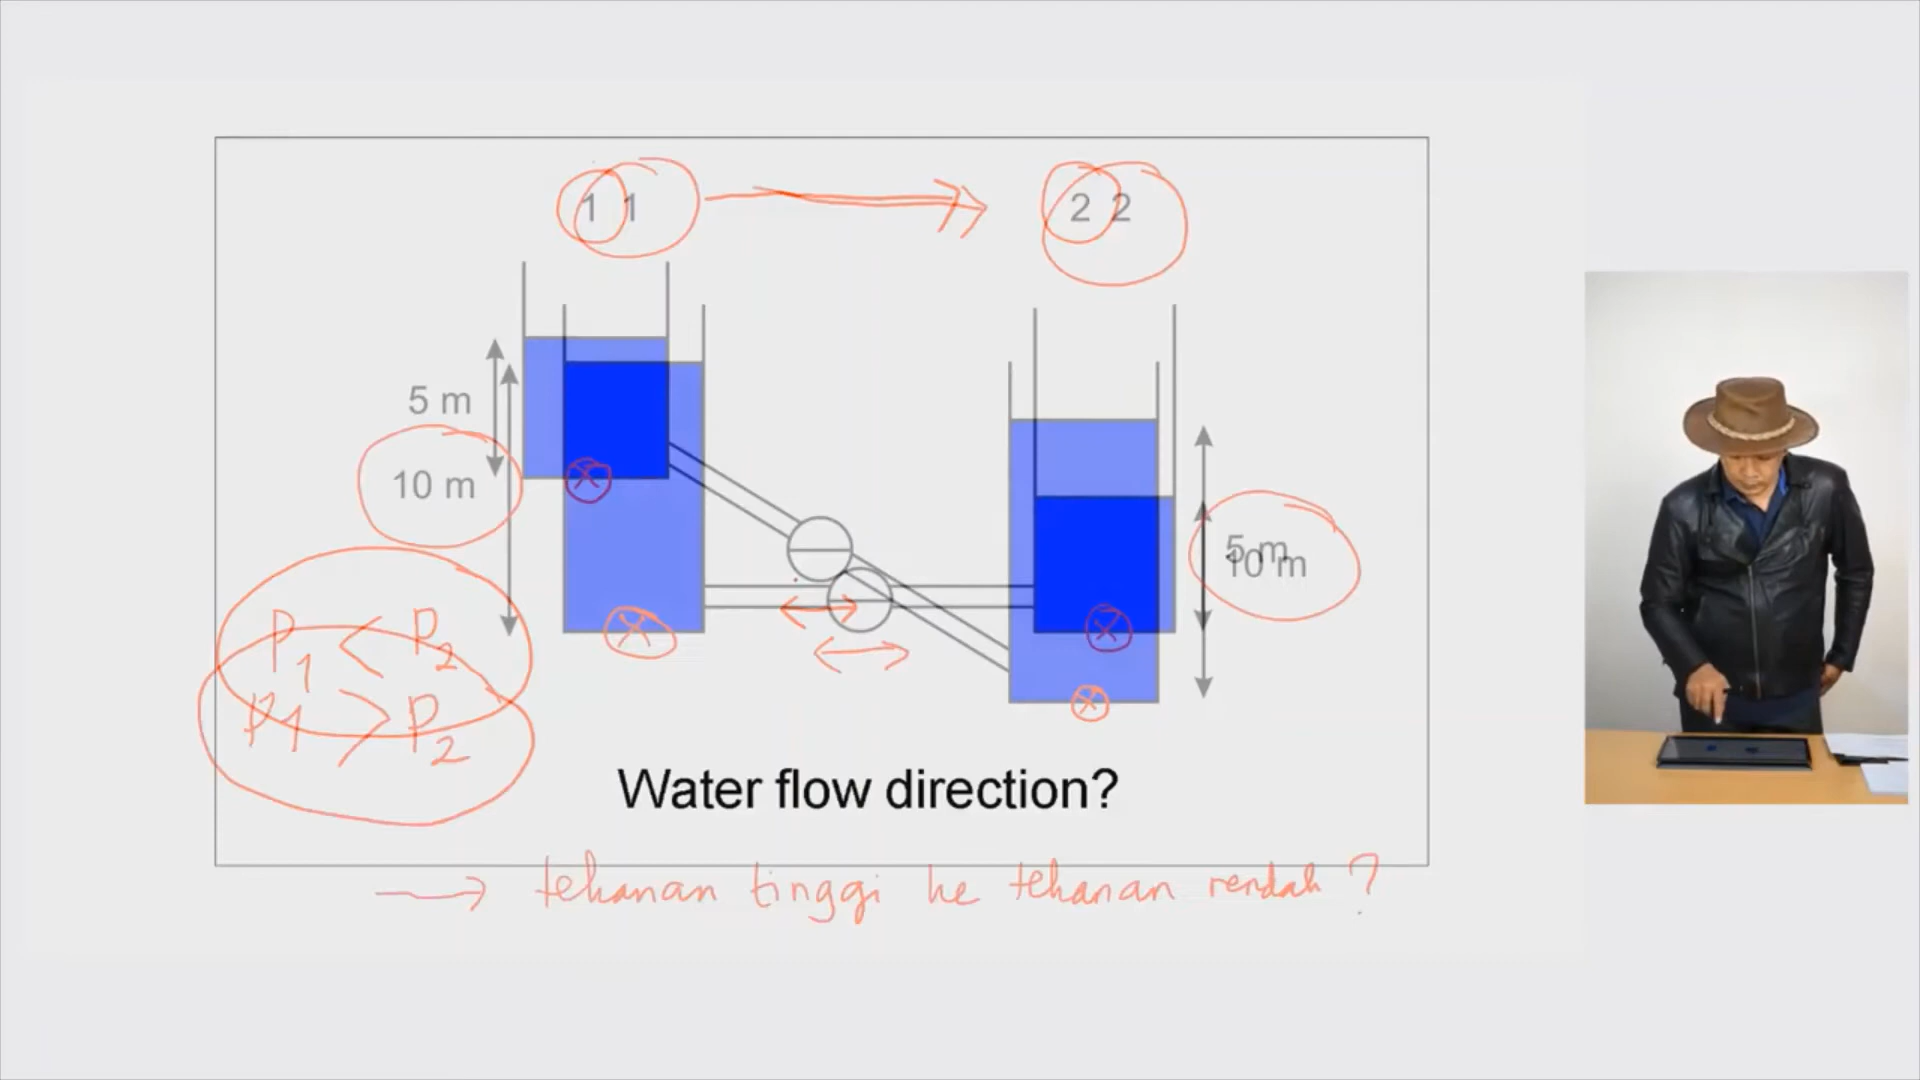 1 1
2 2
5 m
10 m
5 m
10 m
P1 < P2
P1 > P2
Water flow direction?
→ tekanan tinggi ke tekanan rendah ?